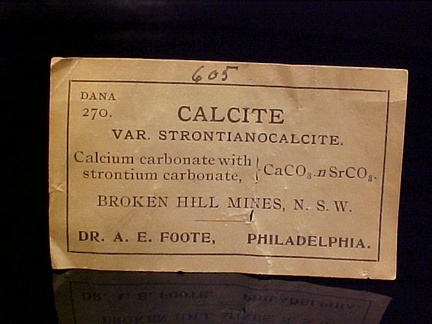 605
DANA
270.
CALCITE
VAR. STRONTIANOCALCITE.
Calcium carbonate with
strontium carbonate, } CaCO₃.nSrCO₃.
BROKEN HILL MINES, N. S. W.
DR. A. E. FOOTE, PHILADELPHIA.